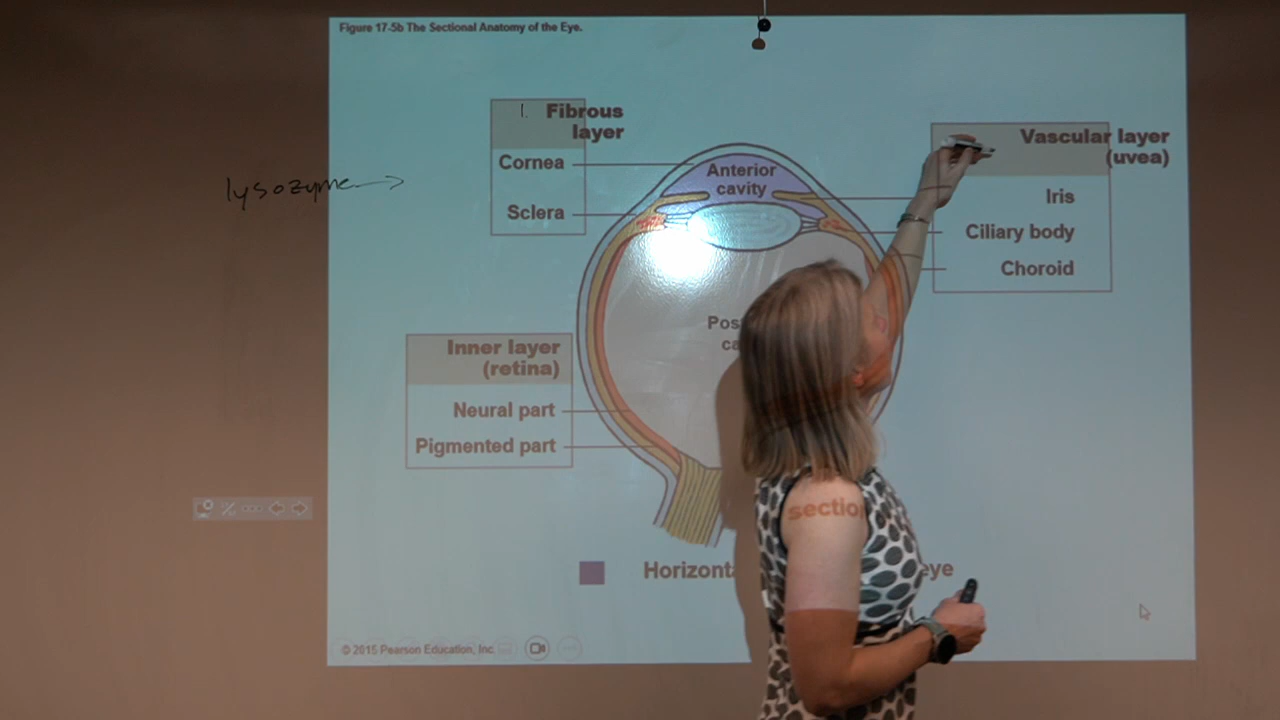 Figure 17-5b The Sectional Anatomy of the Eye.
1. Fibrous
layer
Cornea
Sclera
lysozyme →
Anterior
cavity
Vascular layer
(uvea)
Iris
Ciliary body
Choroid
Inner layer
(retina)
Neural part
Pigmented part
eye
© 2015 Pearson Education, Inc.